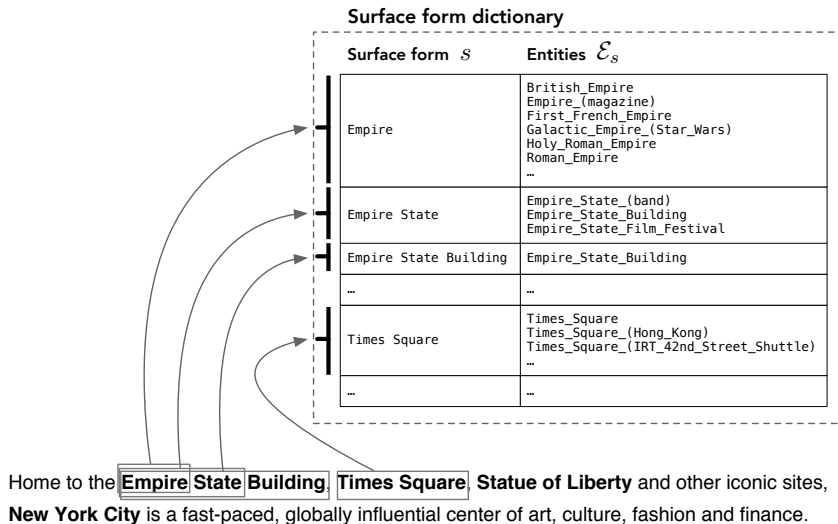 Surface form dictionary
Surface form s Entities ℰs
Empire
British_Empire
Empire_(magazine)
First_French_Empire
Galactic_Empire_(Star_Wars)
Holy_Roman_Empire
Roman_Empire
…
Empire State
Empire_State_(band)
Empire_State_Building
Empire_State_Film_Festival
Empire State Building Empire_State_Building
… …
Times Square
Times_Square
Times_Square_(Hong_Kong)
Times_Square_(IRT_42nd_Street_Shuttle)
…
… …
Home to the Empire State Building, Times Square, Statue of Liberty and other iconic sites,
New York City is a fast-paced, globally influential center of art, culture, fashion and finance.